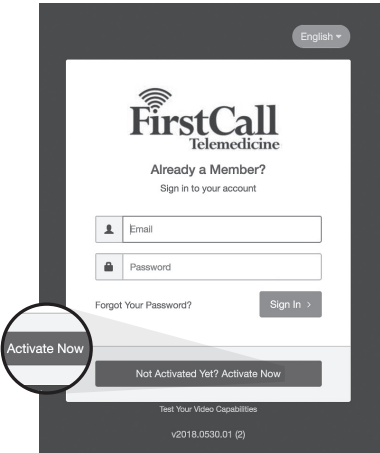 English
FirstCall
Telemedicine
Already a Member?
Sign in to your account
Email
Password
Forgot Your Password?
Sign In >
Activate Now
Not Activated Yet? Activate Now
Test Your Video Capabilities
v2018.0530.01 (2)